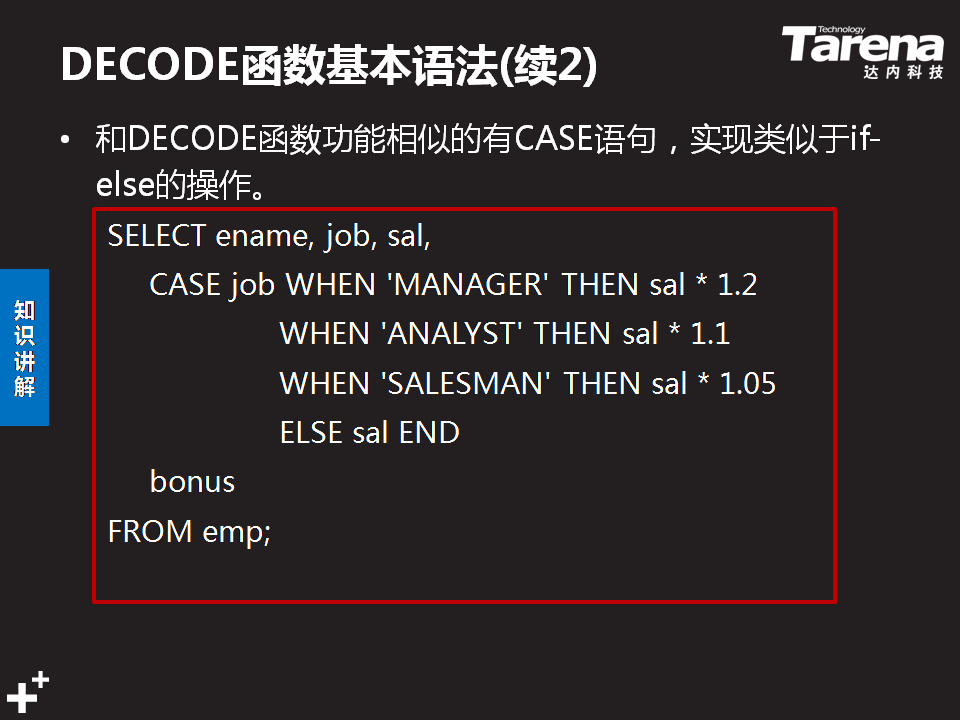 DECODE函数基本语法(续2)
Technology
Tarena
达内科技
• 和DECODE函数功能相似的有CASE语句，实现类似于if-
else的操作。
SELECT ename, job, sal,
CASE job WHEN 'MANAGER' THEN sal * 1.2
WHEN 'ANALYST' THEN sal * 1.1
WHEN 'SALESMAN' THEN sal * 1.05
ELSE sal END
bonus
FROM emp;
知识讲解